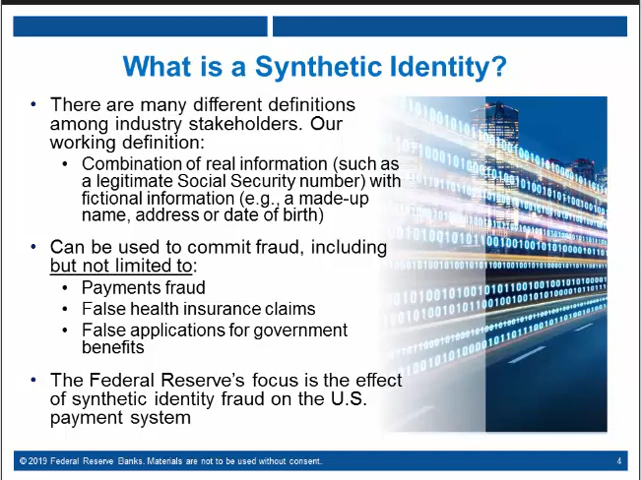 What is a Synthetic Identity?
• There are many different definitions
among industry stakeholders. Our
working definition:
• Combination of real information (such as
a legitimate Social Security number) with
fictional information (e.g., a made-up
name, address or date of birth)
• Can be used to commit fraud, including
but not limited to:
• Payments fraud
• False health insurance claims
• False applications for government
benefits
• The Federal Reserve's focus is the effect
of synthetic identity fraud on the U.S.
payment system
© 2019 Federal Reserve Banks. Materials are not to be used without consent.
4